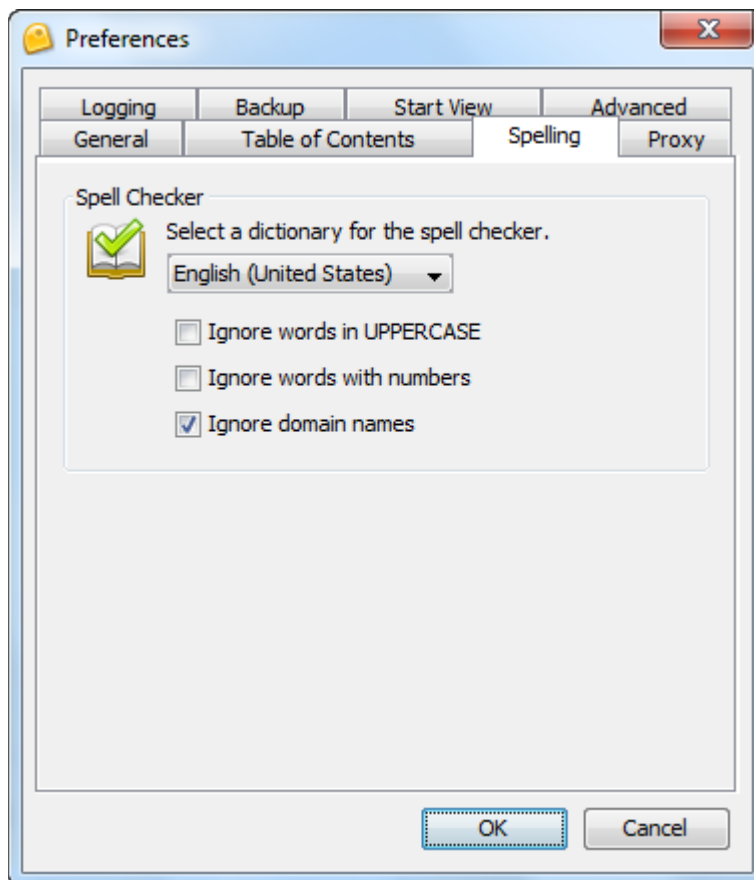 Preferences
Logging Backup Start View Advanced
General Table of Contents Spelling Proxy
Spell Checker
Select a dictionary for the spell checker.
English (United States)
Ignore words in UPPERCASE
Ignore words with numbers
Ignore domain names
OK Cancel